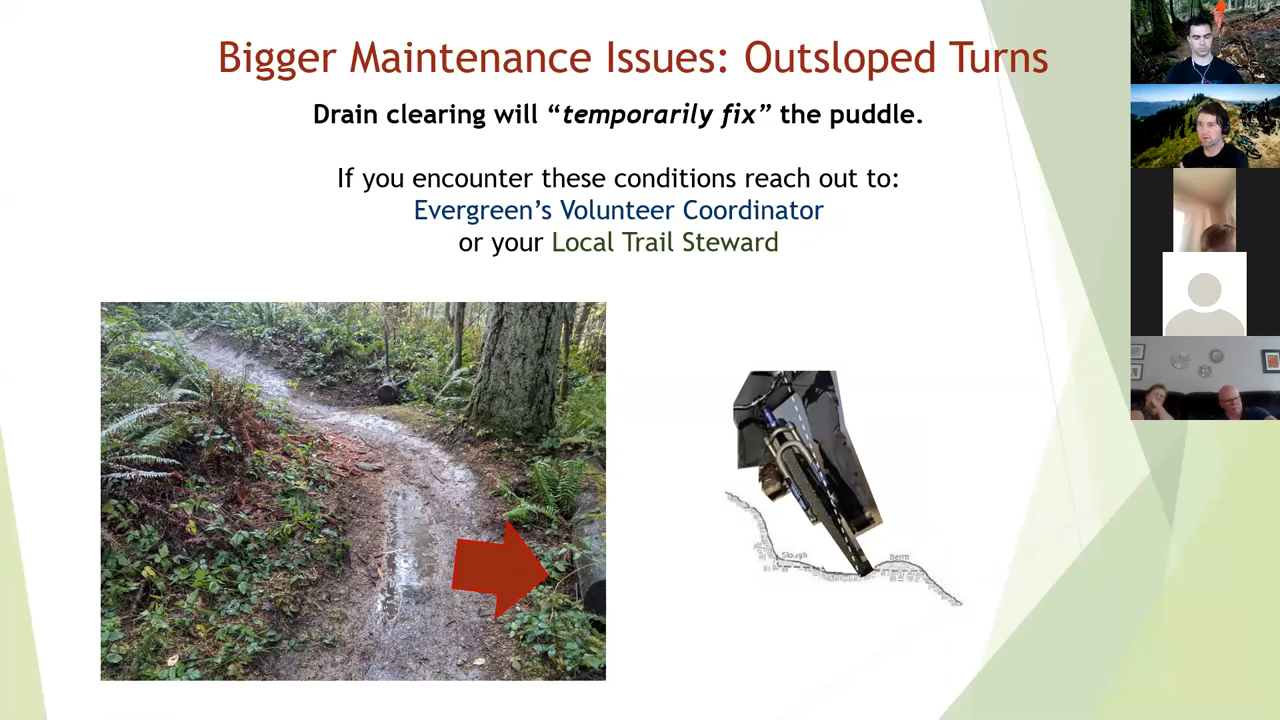 Bigger Maintenance Issues: Outsloped Turns
Drain clearing will “temporarily fix” the puddle.
If you encounter these conditions reach out to:
Evergreen’s Volunteer Coordinator
or your Local Trail Steward
Slough
Berm